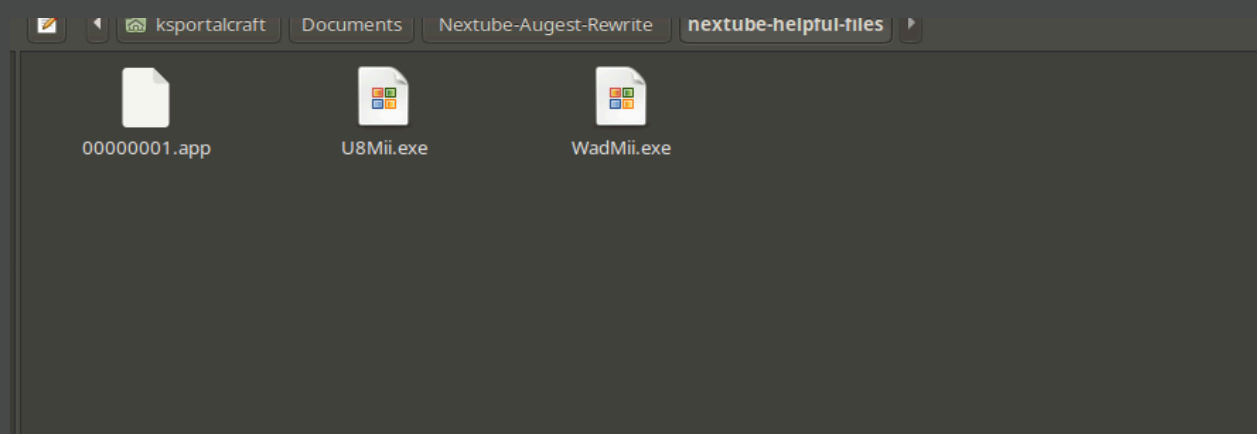 ksportalcraft Documents Nextube-Augest-Rewrite nextube-helpful-files
00000001.app U8Mii.exe WadMii.exe